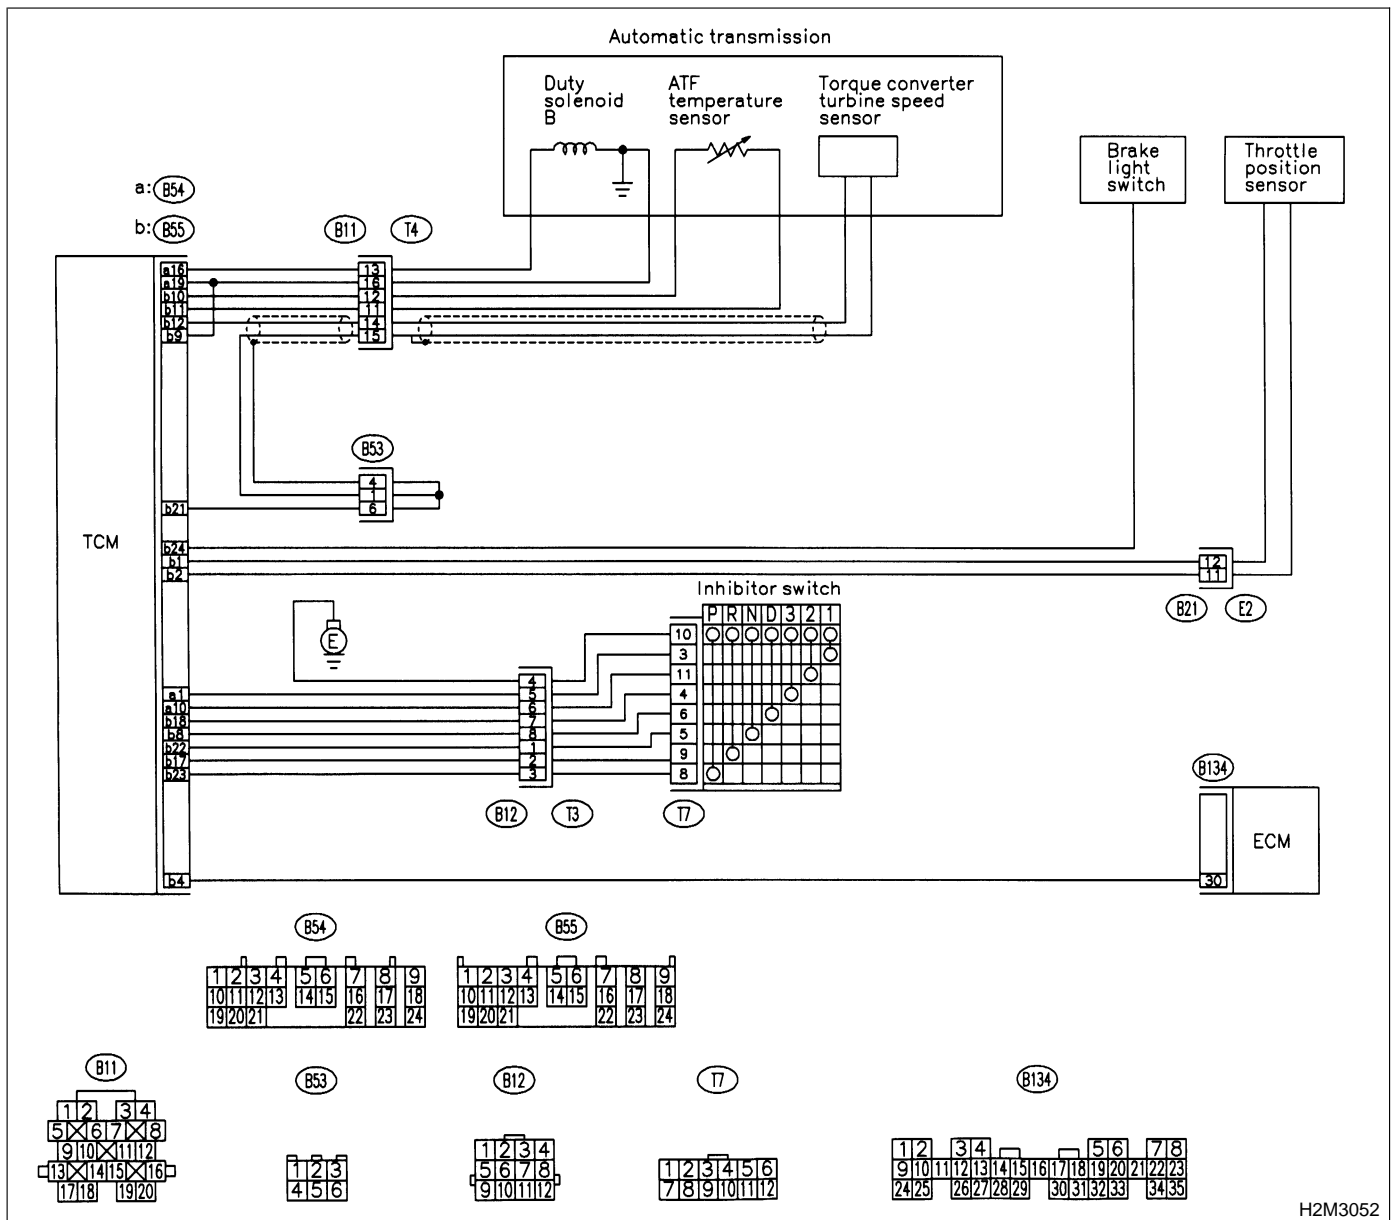 Automatic transmission
Duty
solenoid
B
ATF
temperature
sensor
Torque converter
turbine speed
sensor
Brake
light
switch
Throttle
position
sensor
a: B54
b: B55
B11 T4
a16 13
a19 16
b10 12
b11 11
b12 14
b9 15
B53
4
1
b21 6
TCM
b24
b1 12
b2 11
B21 E2
Inhibitor switch
P R N D 3 2 1
E
10
3
11
4
6
5
9
8
4
a1 5
a10 6
b18 7
b8 8
b22 1
b17 2
b23 3
B12 T3 T7
B134
ECM
b4 30
B54
1 2 3 4 5 6 7 8 9
10 11 12 13 14 15 16 17 18
19 20 21 22 23 24
B55
1 2 3 4 5 6 7 8 9
10 11 12 13 14 15 16 17 18
19 20 21 22 23 24
B11
1 2 3 4
5 6 7 8
9 10 11 12
13 14 15 16
17 18 19 20
B53
1 2 3
4 5 6
B12
1 2 3 4
5 6 7 8
9 10 11 12
T7
1 2 3 4 5 6
7 8 9 10 11 12
B134
1 2 3 4 5 6 7 8
9 10 11 12 13 14 15 16 17 18 19 20 21 22 23
24 25 26 27 28 29 30 31 32 33 34 35
H2M3052